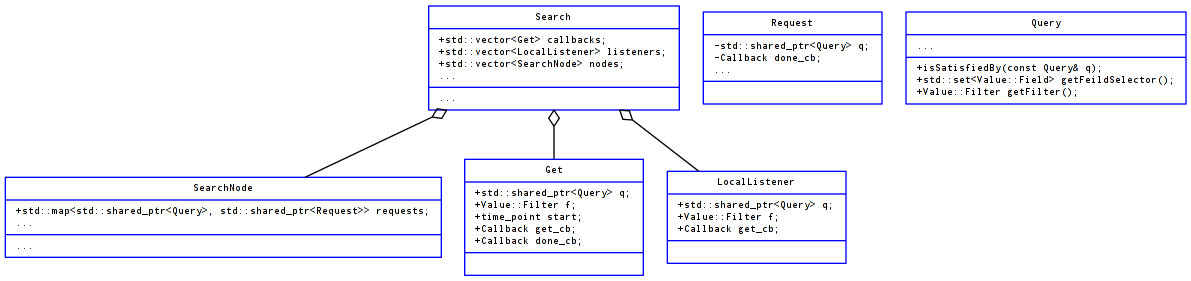 Search
+std::vector<Get> callbacks;
+std::vector<LocalListener> listeners;
+std::vector<SearchNode> nodes;
...
...
Request
-std::shared_ptr<Query> q;
-Callback done_cb;
...
Query
...
+isSatisfiedBy(const Query& q);
+std::set<Value::Field> getFeildSelector();
+Value::Filter getFilter();
SearchNode
+std::map<std::shared_ptr<Query>, std::shared_ptr<Request>> requests;
...
...
Get
+std::shared_ptr<Query> q;
+Value::Filter f;
+time_point start;
+Callback get_cb;
+Callback done_cb;
LocalListener
+std::shared_ptr<Query> q;
+Value::Filter f;
+Callback get_cb;